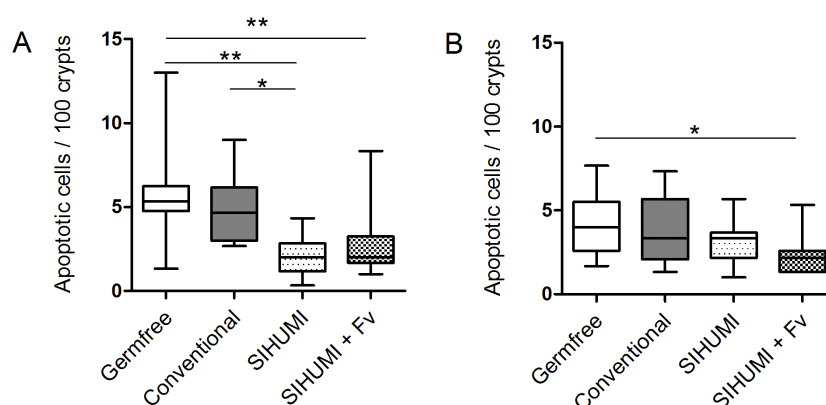 A
Apoptotic cells / 100 crypts
15
10
5
0
**
**
*
Germfree
Conventional
SIHUMI
SIHUMI + Fv
B
Apoptotic cells / 100 crypts
15
10
5
0
*
Germfree
Conventional
SIHUMI
SIHUMI + Fv